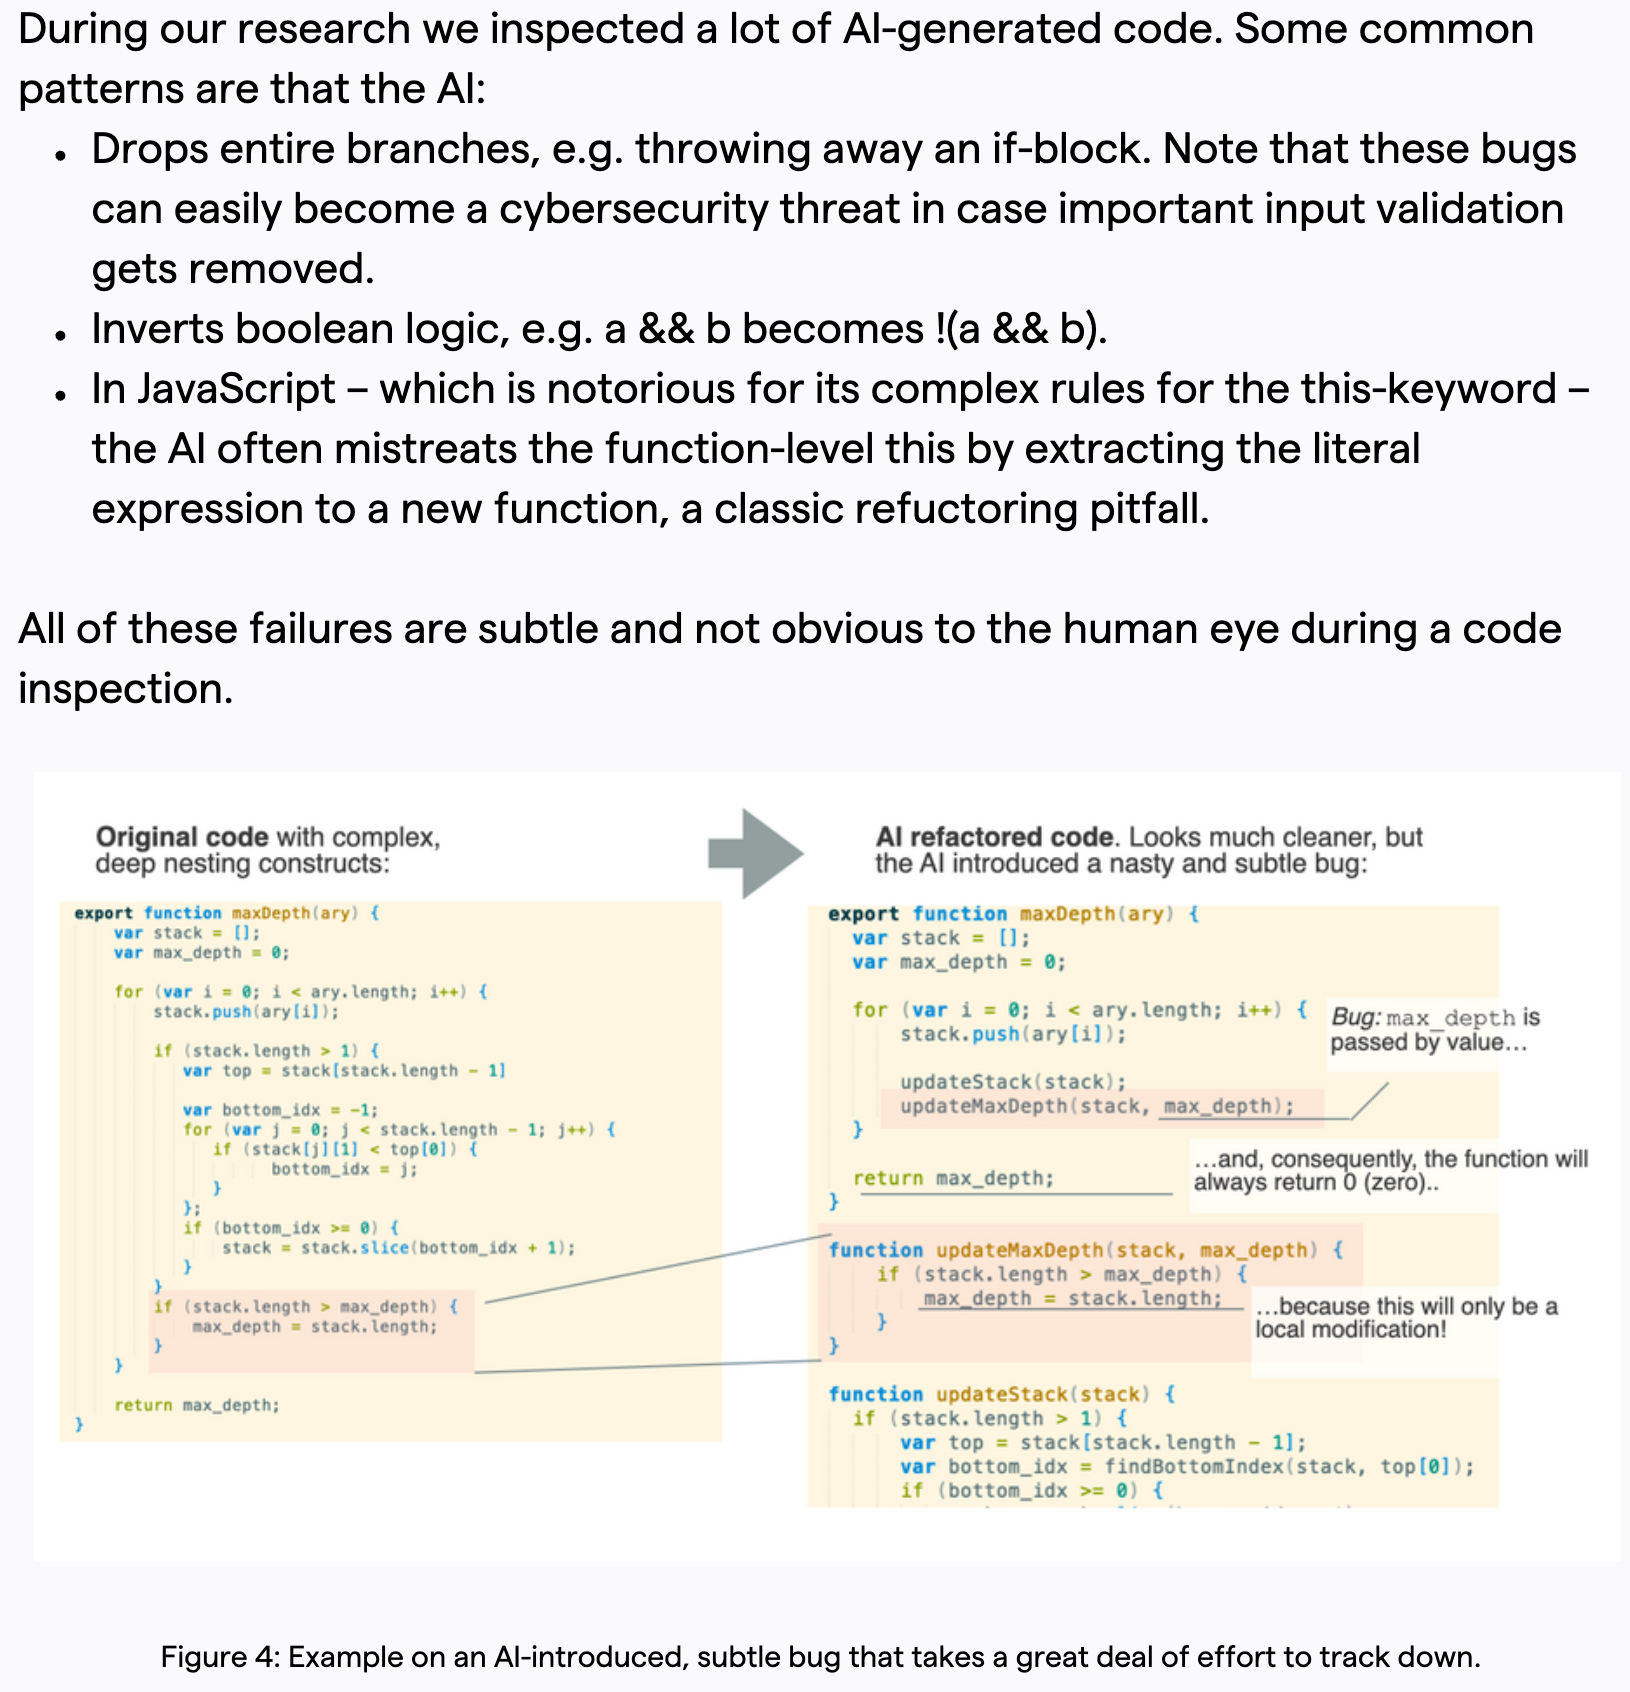 During our research we inspected a lot of AI-generated code. Some common
patterns are that the AI:
• Drops entire branches, e.g. throwing away an if-block. Note that these bugs
can easily become a cybersecurity threat in case important input validation
gets removed.
• Inverts boolean logic, e.g. a && b becomes !(a && b).
• In JavaScript – which is notorious for its complex rules for the this-keyword –
the AI often mistreats the function-level this by extracting the literal
expression to a new function, a classic refuctoring pitfall.
All of these failures are subtle and not obvious to the human eye during a code
inspection.
Original code with complex,
deep nesting constructs:
export function maxDepth(ary) {
var stack = [];
var max_depth = 0;
for (var i = 0; i < ary.length; i++) {
stack.push(ary[i]);
if (stack.length > 1) {
var top = stack[stack.length - 1]
var bottom_idx = -1;
for (var j = 0; j < stack.length - 1; j++) {
if (stack[j][1] < top[0]) {
bottom_idx = j;
}
};
if (bottom_idx >= 0) {
stack = stack.slice(bottom_idx + 1);
}
}
if (stack.length > max_depth) {
max_depth = stack.length;
}
}
return max_depth;
}
AI refactored code. Looks much cleaner, but
the AI introduced a nasty and subtle bug:
export function maxDepth(ary) {
var stack = [];
var max_depth = 0;
for (var i = 0; i < ary.length; i++) {
stack.push(ary[i]);
Bug: max_depth is
passed by value...
updateStack(stack);
updateMaxDepth(stack, max_depth);
}
...and, consequently, the function will
always return 0 (zero)..
return max_depth;
}
function updateMaxDepth(stack, max_depth) {
if (stack.length > max_depth) {
max_depth = stack.length;
...because this will only be a
local modification!
}
}
function updateStack(stack) {
if (stack.length > 1) {
var top = stack[stack.length - 1];
var bottom_idx = findBottomIndex(stack, top[0]);
if (bottom_idx >= 0) {
Figure 4: Example on an AI-introduced, subtle bug that takes a great deal of effort to track down.